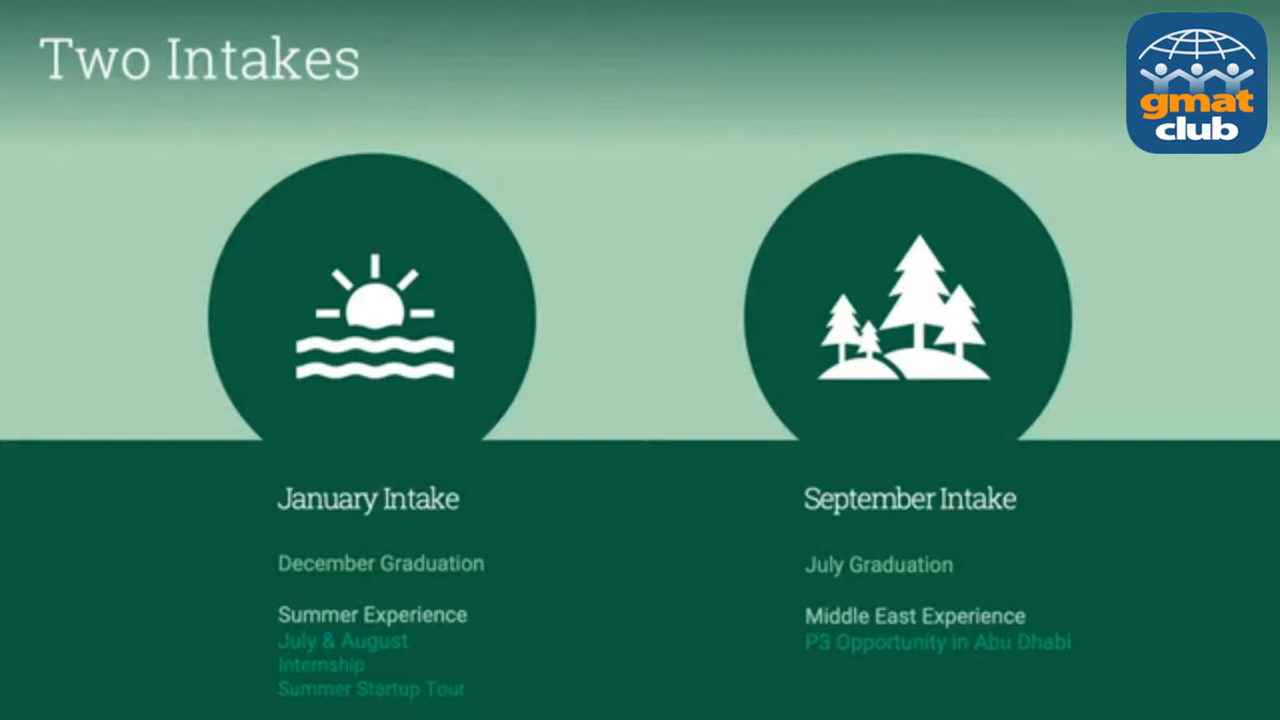 Two Intakes
gmat
club
January Intake
December Graduation
Summer Experience
July & August
Internship
Summer Startup Tour
September Intake
July Graduation
Middle East Experience
P3 Opportunity in Abu Dhabi